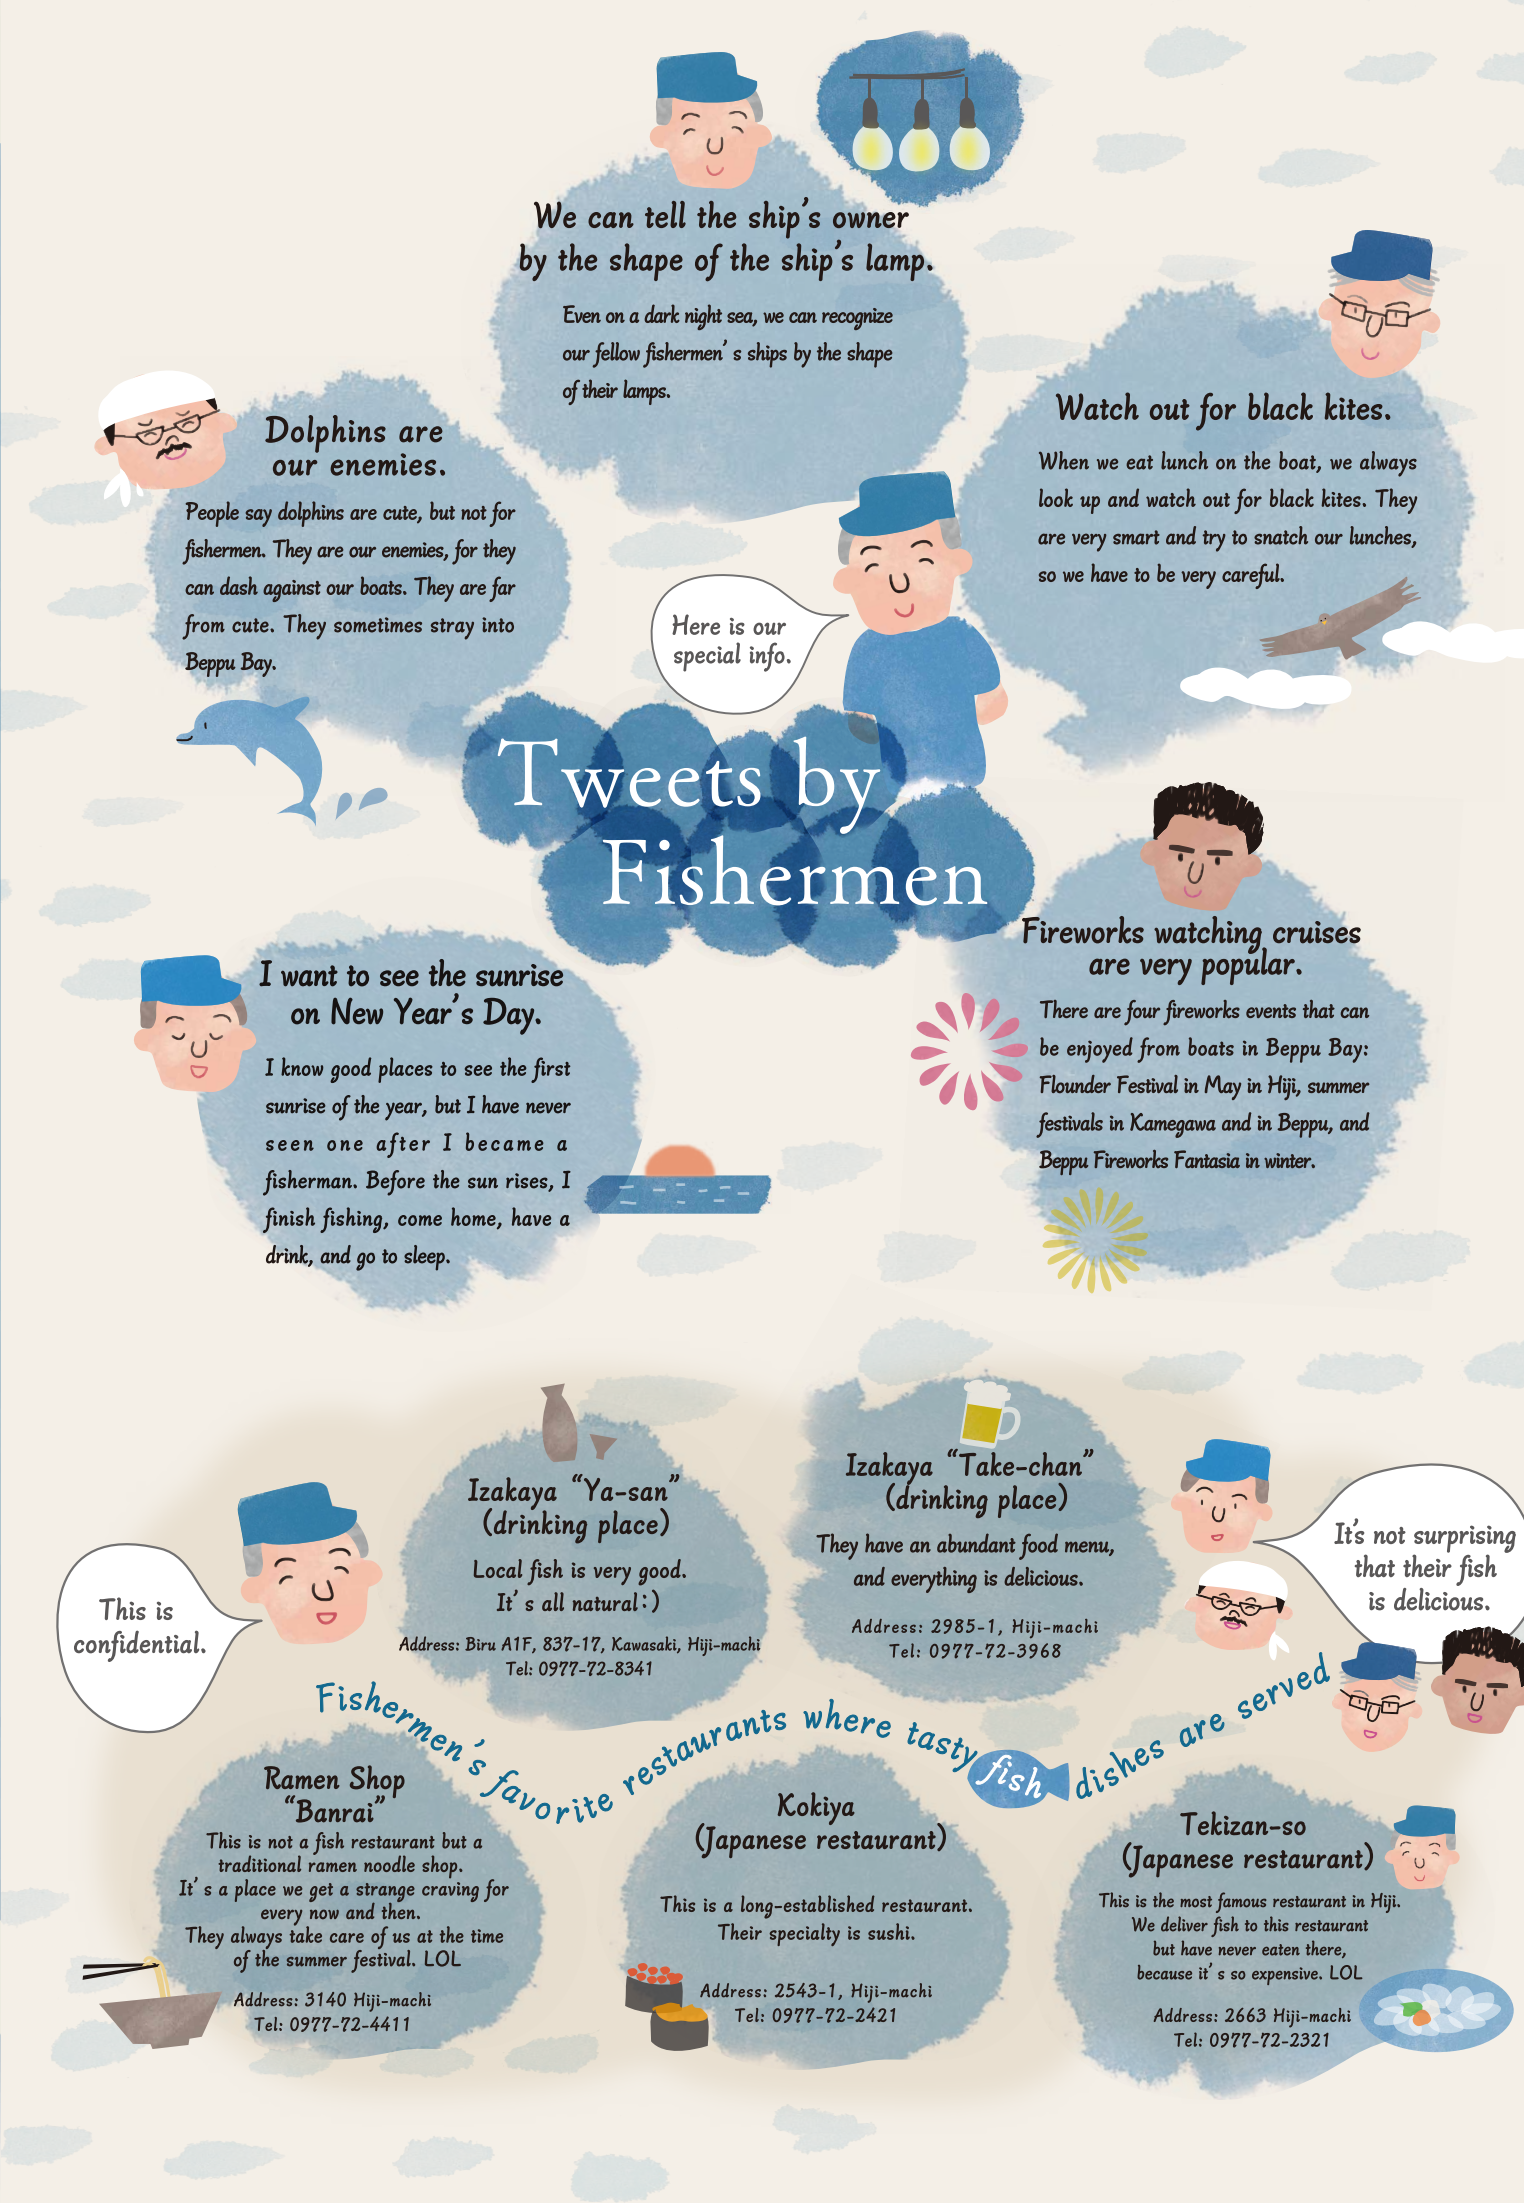 We can tell the ship's owner
by the shape of the ship's lamp.
Even on a dark night sea, we can recognize
our fellow fishermen's ships by the shape
of their lamps.
Dolphins are
our enemies.
People say dolphins are cute, but not for
fishermen. They are our enemies, for they
can dash against our boats. They are far
from cute. They sometimes stray into
Beppu Bay.
Watch out for black kites.
When we eat lunch on the boat, we always
look up and watch out for black kites. They
are very smart and try to snatch our lunches,
so we have to be very careful.
Here is our
special info.
Tweets by
Fishermen
I want to see the sunrise
on New Year's Day.
I know good places to see the first
sunrise of the year, but I have never
seen one after I became a
fisherman. Before the sun rises, I
finish fishing, come home, have a
drink, and go to sleep.
Fireworks watching cruises
are very popular.
There are four fireworks events that can
be enjoyed from boats in Beppu Bay:
Flounder Festival in May in Hiji, summer
festivals in Kamegawa and in Beppu, and
Beppu Fireworks Fantasia in winter.
This is
confidential.
Izakaya "Ya-san"
(drinking place)
Local fish is very good.
It's all natural:)
Address: Biru A1F, 837-17, Kawasaki, Hiji-machi
Tel: 0977-72-8341
Izakaya "Take-chan"
(drinking place)
They have an abundant food menu,
and everything is delicious.
Address: 2985-1, Hiji-machi
Tel: 0977-72-3968
It's not surprising
that their fish
is delicious.
Fishermen's favorite restaurants where tasty fish dishes are served
Ramen Shop
"Banrai"
This is not a fish restaurant but a
traditional ramen noodle shop.
It's a place we get a strange craving for
every now and then.
They always take care of us at the time
of the summer festival. LOL
Address: 3140 Hiji-machi
Tel: 0977-72-4411
Kokiya
(Japanese restaurant)
This is a long-established restaurant.
Their specialty is sushi.
Address: 2543-1, Hiji-machi
Tel: 0977-72-2421
Tekizan-so
(Japanese restaurant)
This is the most famous restaurant in Hiji.
We deliver fish to this restaurant
but have never eaten there,
because it's so expensive. LOL
Address: 2663 Hiji-machi
Tel: 0977-72-2321